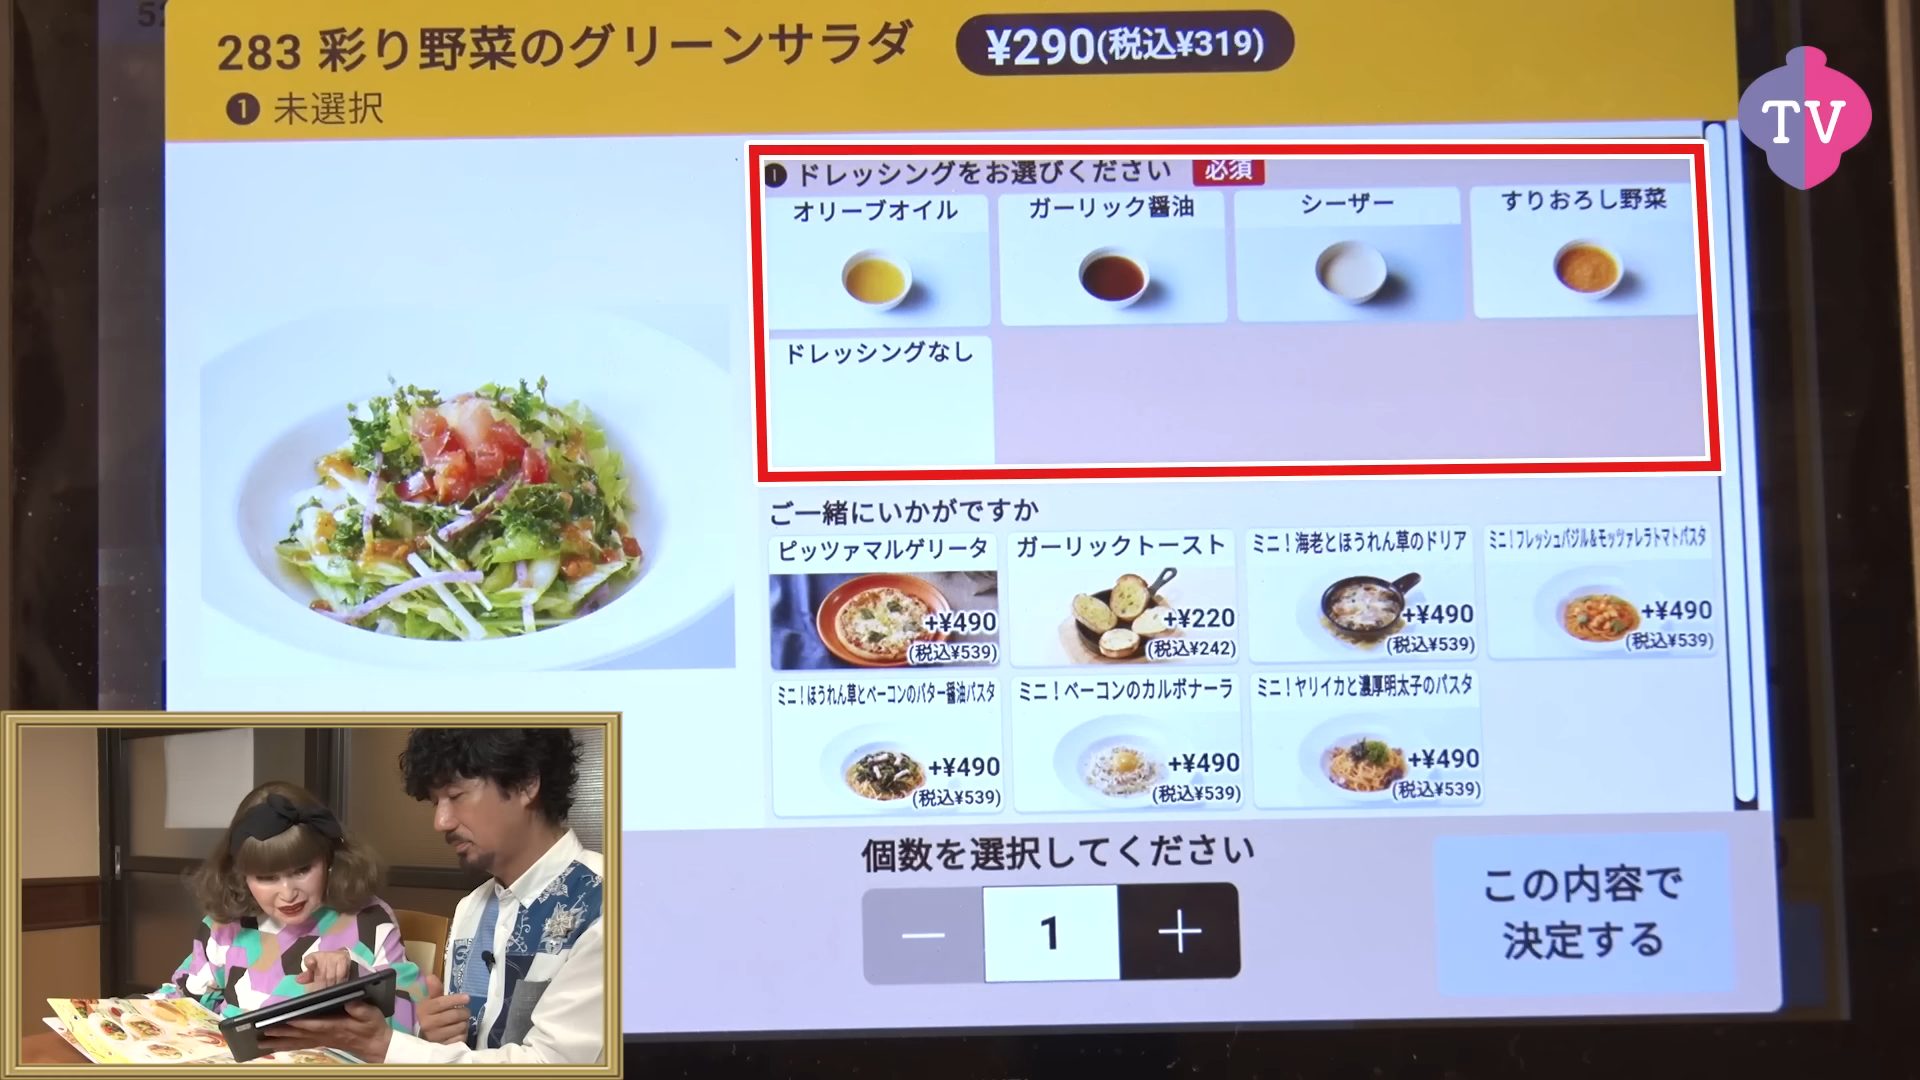 283 彩り野菜のグリーンサラダ ¥290(税込¥319)
❶ 未選択
TV
❶ ドレッシングをお選びください 必須
オリーブオイル ガーリック醤油 シーザー すりおろし野菜
ドレッシングなし
ご一緒にいかがですか
ピッツァマルゲリータ ガーリックトースト ミニ!海老とほうれん草のドリア ミニ!フレッシュバジル&モッツァレラトマトパスタ
+¥490 +¥220 +¥490 +¥490
(税込¥539) (税込¥242) (税込¥539) (税込¥539)
ミニ!ほうれん草とベーコンのバター醤油パスタ ミニ!ベーコンのカルボナーラ ミニ!ヤリイカと濃厚明太子のパスタ
+¥490 +¥490 +¥490
(税込¥539) (税込¥539) (税込¥539)
個数を選択してください
— 1 +
この内容で
決定する